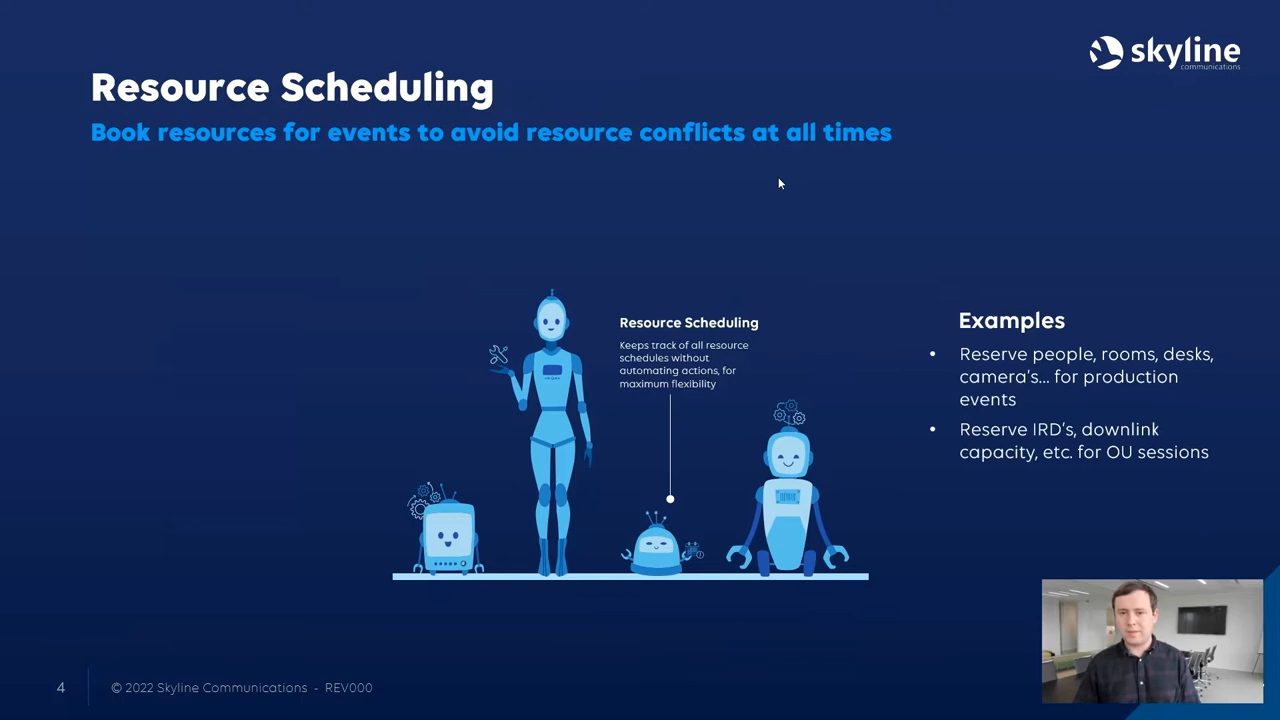 skyline
communications
Resource Scheduling
Book resources for events to avoid resource conflicts at all times
Resource Scheduling
Keeps track of all resource
schedules without
automating actions, for
maximum flexibility
Examples
• Reserve people, rooms, desks,
camera's... for production
events
• Reserve IRD's, downlink
capacity, etc. for OU sessions
4
© 2022 Skyline Communications - REV000